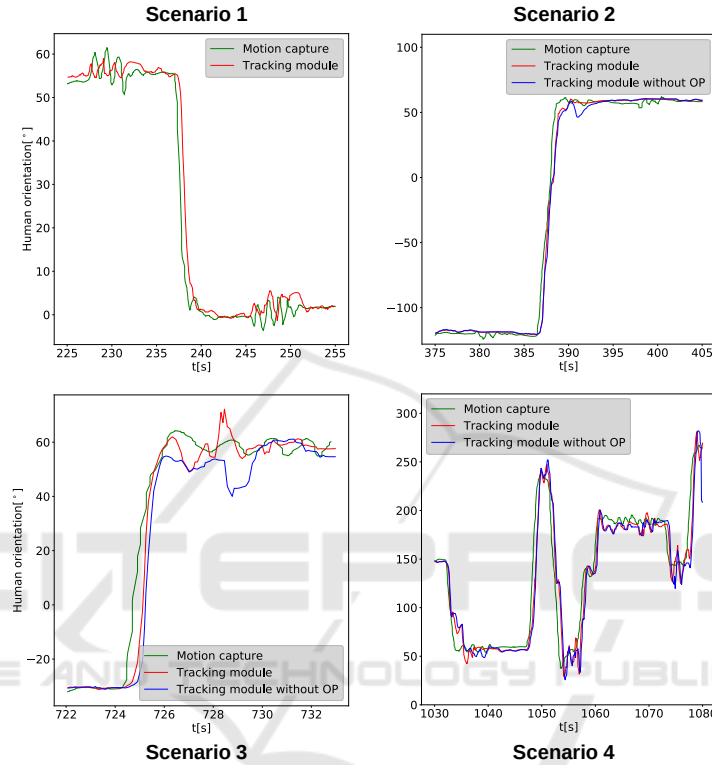 Scenario 1
Scenario 2
Human orientation[°]
60
50
40
30
20
10
0
Motion capture
Tracking module
225 230 235 240 245 250 255
t[s]
100
50
0
−50
−100
Motion capture
Tracking module
Tracking module without OP
375 380 385 390 395 400 405
t[s]
Human orientation[°]
60
40
20
0
−20
Motion capture
Tracking module
Tracking module without OP
722 724 726 728 730 732
t[s]
300
250
200
150
100
50
0
Motion capture
Tracking module
Tracking module without OP
1030 1040 1050 1060 1070 1080
t[s]
Scenario 3
Scenario 4